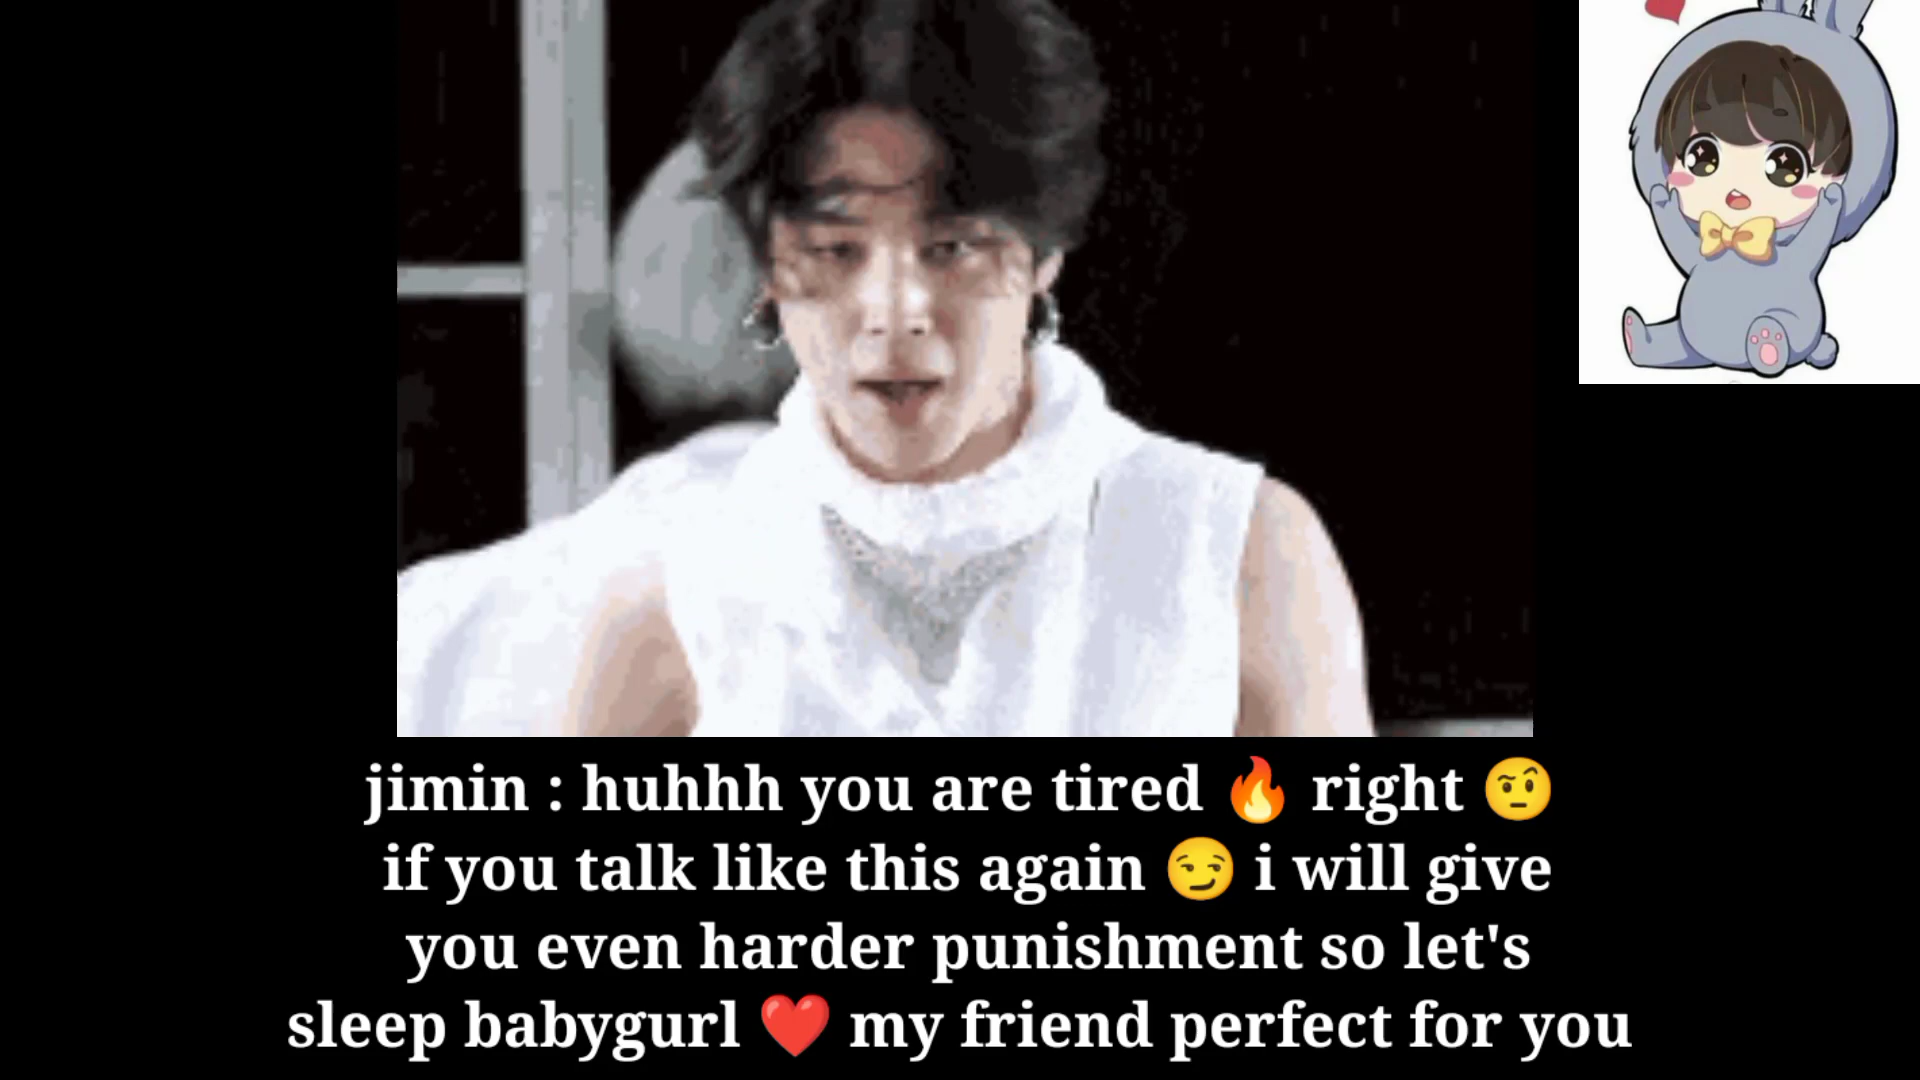 jimin : huhhh you are tired 🔥 right 🤨
if you talk like this again 😏 i will give
you even harder punishment so let's
sleep babygurl ❤️ my friend perfect for you